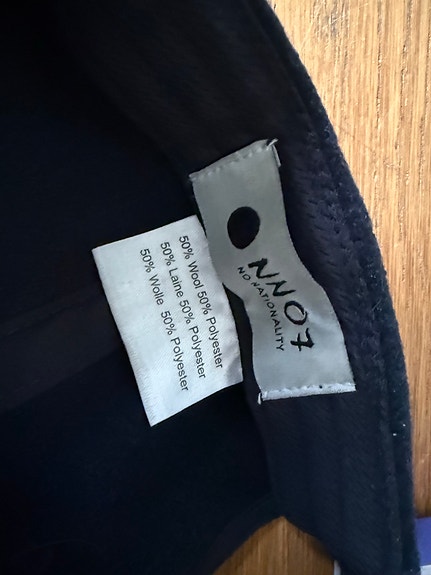 NN07
NO NATIONALITY
50% Wool 50% Polyester
50% Laine 50% Polyester
50% Wolle 50% Polyester